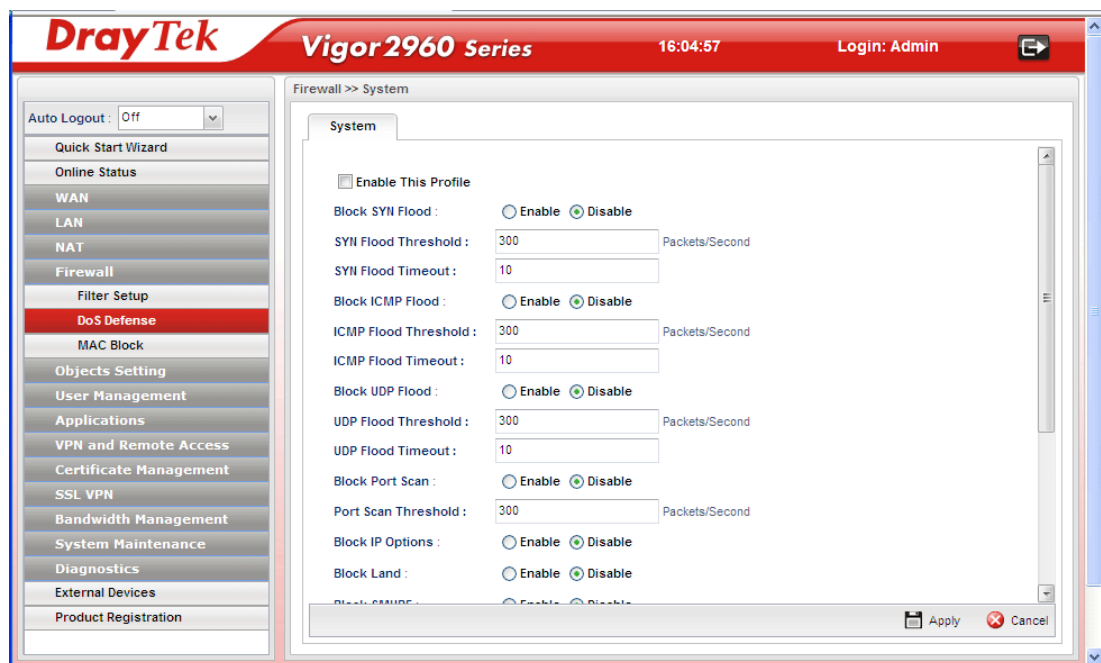 DrayTek
Vigor2960 Series
16:04:57
Login: Admin
Auto Logout : Off
Quick Start Wizard
Online Status
WAN
LAN
NAT
Firewall
Filter Setup
DoS Defense
MAC Block
Objects Setting
User Management
Applications
VPN and Remote Access
Certificate Management
SSL VPN
Bandwidth Management
System Maintenance
Diagnostics
External Devices
Product Registration
Firewall >> System
System
Enable This Profile
Block SYN Flood : Enable Disable
SYN Flood Threshold : 300 Packets/Second
SYN Flood Timeout : 10
Block ICMP Flood : Enable Disable
ICMP Flood Threshold : 300 Packets/Second
ICMP Flood Timeout : 10
Block UDP Flood : Enable Disable
UDP Flood Threshold : 300 Packets/Second
UDP Flood Timeout : 10
Block Port Scan : Enable Disable
Port Scan Threshold : 300 Packets/Second
Block IP Options : Enable Disable
Block Land : Enable Disable
Block SMURF : Enable Disable
Apply Cancel